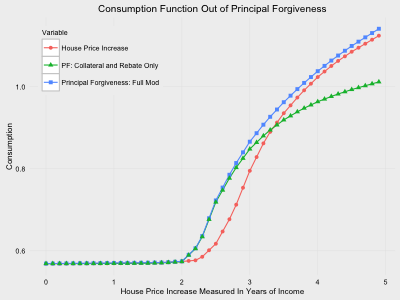 Consumption Function Out of Principal Forgiveness
Variable
House Price Increase
PF: Collateral and Rebate Only
Principal Forgiveness: Full Mod
Consumption
1.0
0.8
0.6
0
1
2
3
4
5
House Price Increase Measured In Years of Income